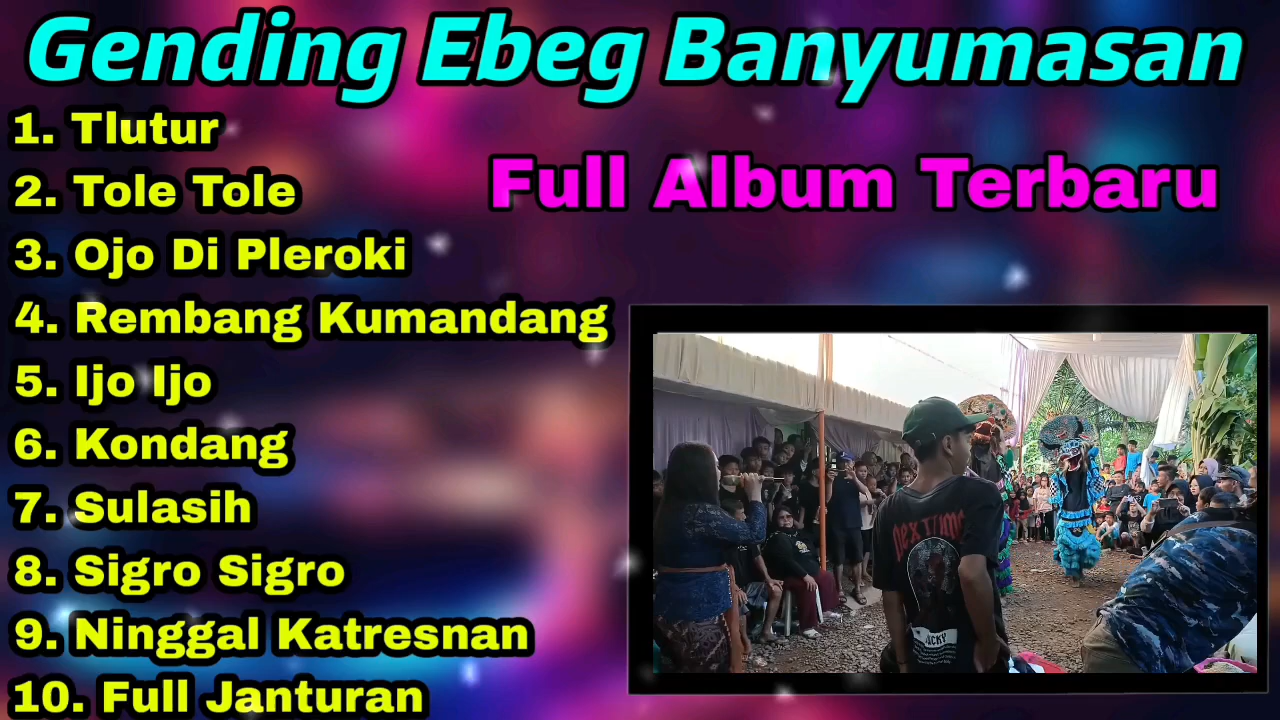 Gending Ebeg Banyumasan
Full Album Terbaru
1. Tlutur
2. Tole Tole
3. Ojo Di Pleroki
4. Rembang Kumandang
5. Ijo Ijo
6. Kondang
7. Sulasih
8. Sigro Sigro
9. Ninggal Katresnan
10. Full Janturan